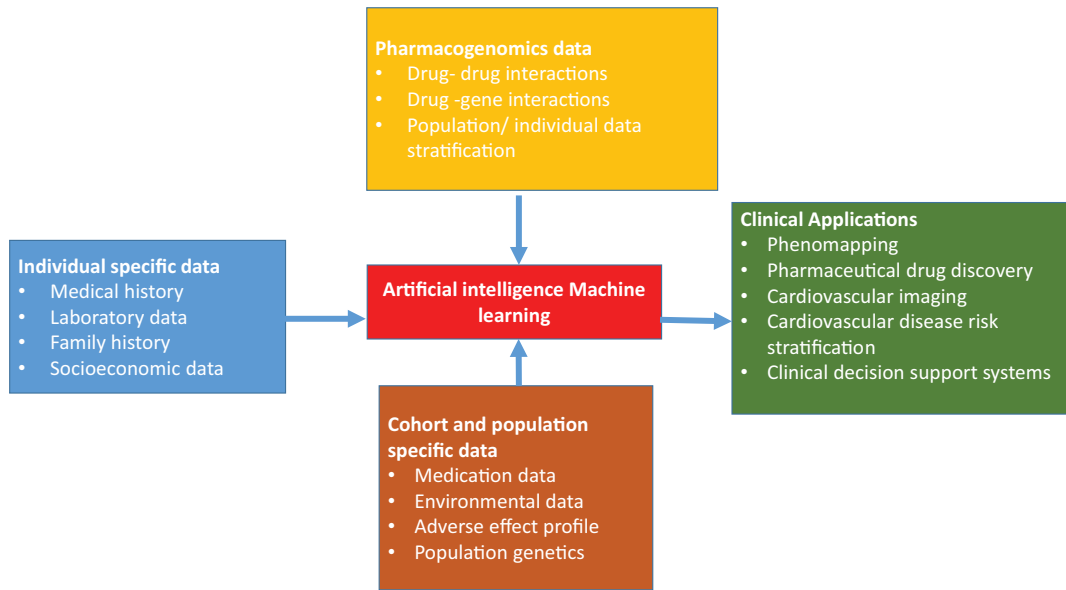 Pharmacogenomics data
• Drug- drug interactions
• Drug -gene interactions
• Population/ individual data
stratification
Individual specific data
• Medical history
• Laboratory data
• Family history
• Socioeconomic data
Artificial intelligence Machine
learning
Clinical Applications
• Phenomapping
• Pharmaceutical drug discovery
• Cardiovascular imaging
• Cardiovascular disease risk
stratification
• Clinical decision support systems
Cohort and population
specific data
• Medication data
• Environmental data
• Adverse effect profile
• Population genetics